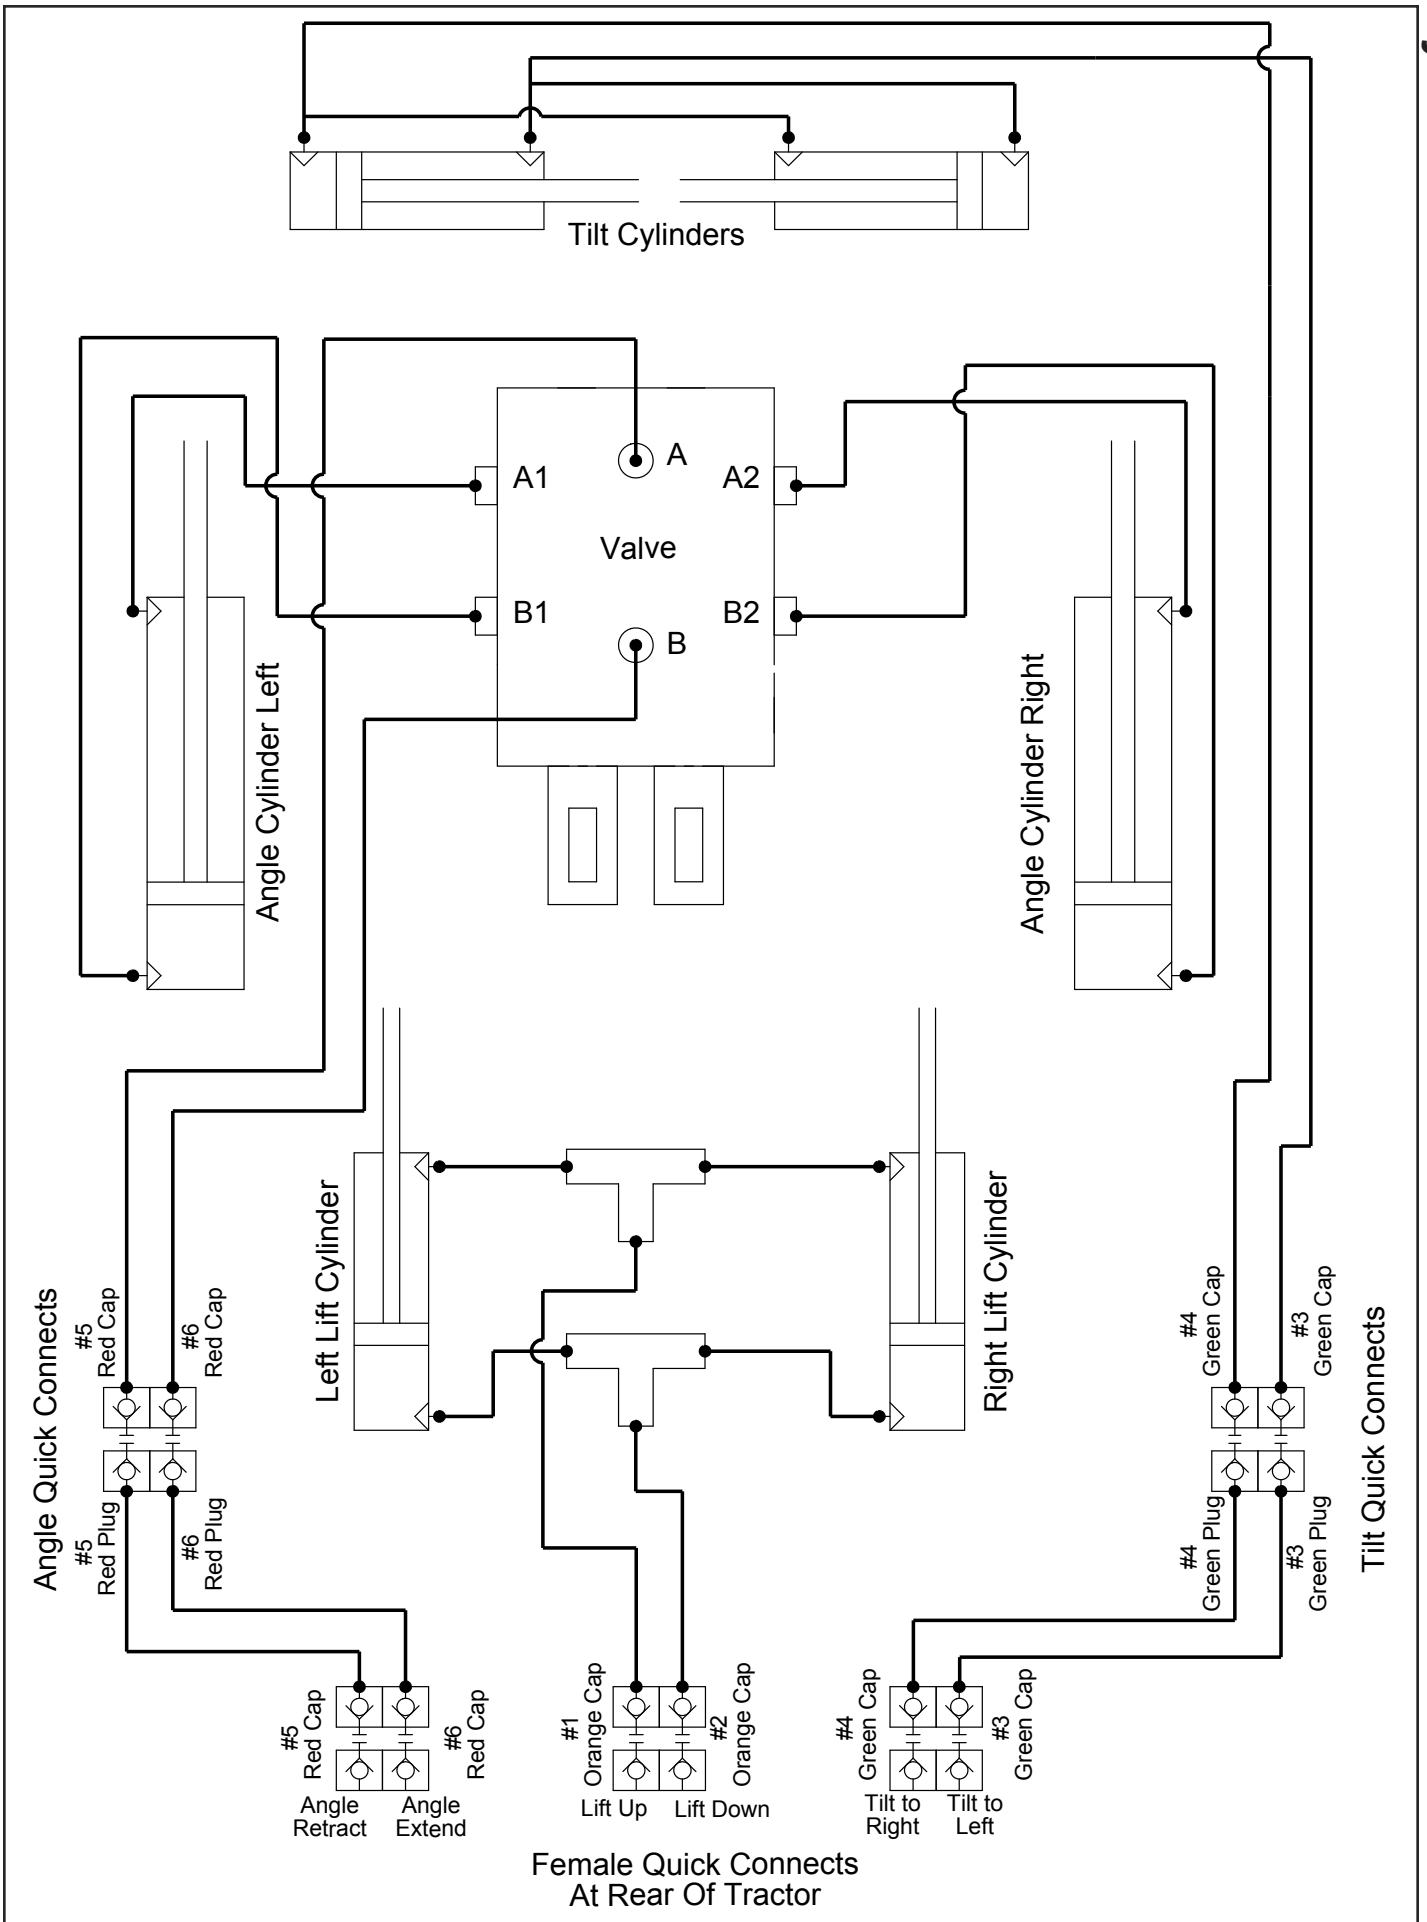 Tilt Cylinders
A
A1
A2
Valve
B1
B2
B
Angle Cylinder Left
Angle Cylinder Right
Left Lift Cylinder
Right Lift Cylinder
Angle Quick Connects
#5
Red Cap
#6
Red Cap
#5
Red Plug
#6
Red Plug
#4
Green Cap
#3
Green Cap
Tilt Quick Connects
#4
Green Plug
#3
Green Plug
#5
Red Cap
#6
Red Cap
#1
Orange Cap
#2
Orange Cap
#4
Green Cap
#3
Green Cap
Angle
Retract
Angle
Extend
Lift Up
Lift Down
Tilt to
Right
Tilt to
Left
Female Quick Connects
At Rear Of Tractor